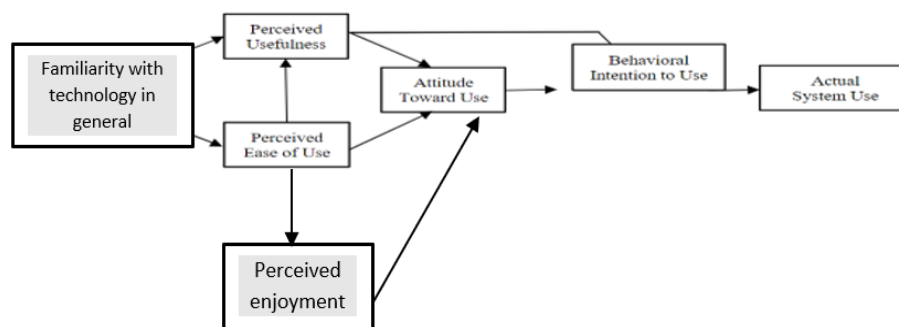 Familiarity with
technology in
general
Perceived
Usefulness
Perceived
Ease of Use
Attitude
Toward Use
Behavioral
Intention to Use
Actual
System Use
Perceived
enjoyment